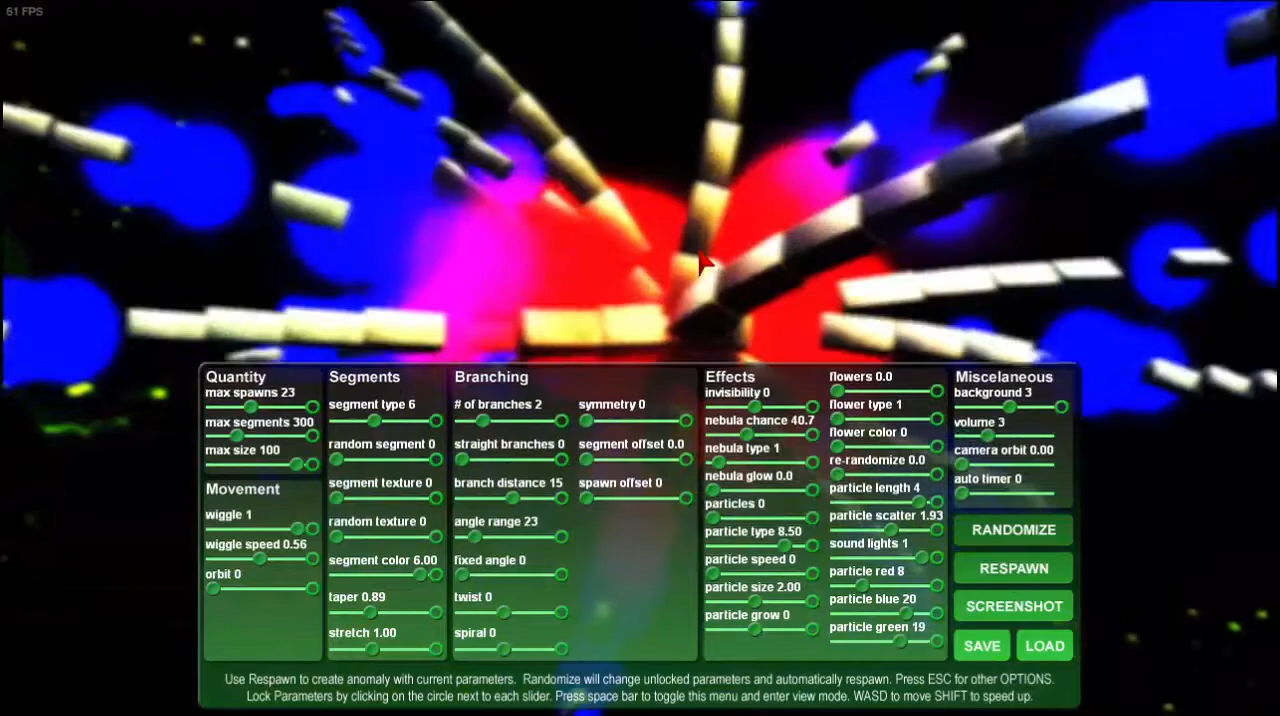 61 FPS
Quantity
max spawns 23
max segments 300
max size 100
Movement
wiggle 1
wiggle speed 0.56
orbit 0
Segments
segment type 6
random segment 0
segment texture 0
random texture 0
segment color 6.00
taper 0.89
stretch 1.00
Branching
# of branches 2
straight branches 0
branch distance 15
angle range 23
fixed angle 0
twist 0
spiral 0
symmetry 0
segment offset 0.0
spawn offset 0
Effects
invisibility 0
nebula chance 40.7
nebula type 1
nebula glow 0.0
particles 0
particle type 8.50
particle speed 0
particle size 2.00
particle grow 0
flowers 0.0
flower type 1
flower color 0
re-randomize 0.0
particle length 4
particle scatter 1.93
sound lights 1
particle red 8
particle blue 20
particle green 19
Miscelaneous
background 3
volume 3
camera orbit 0.00
auto timer 0
RANDOMIZE
RESPAWN
SCREENSHOT
SAVE LOAD
Use Respawn to create anomaly with current parameters. Randomize will change unlocked parameters and automatically respawn. Press ESC for other OPTIONS.
Lock Parameters by clicking on the circle next to each slider. Press space bar to toggle this menu and enter view mode. WASD to move SHIFT to speed up.